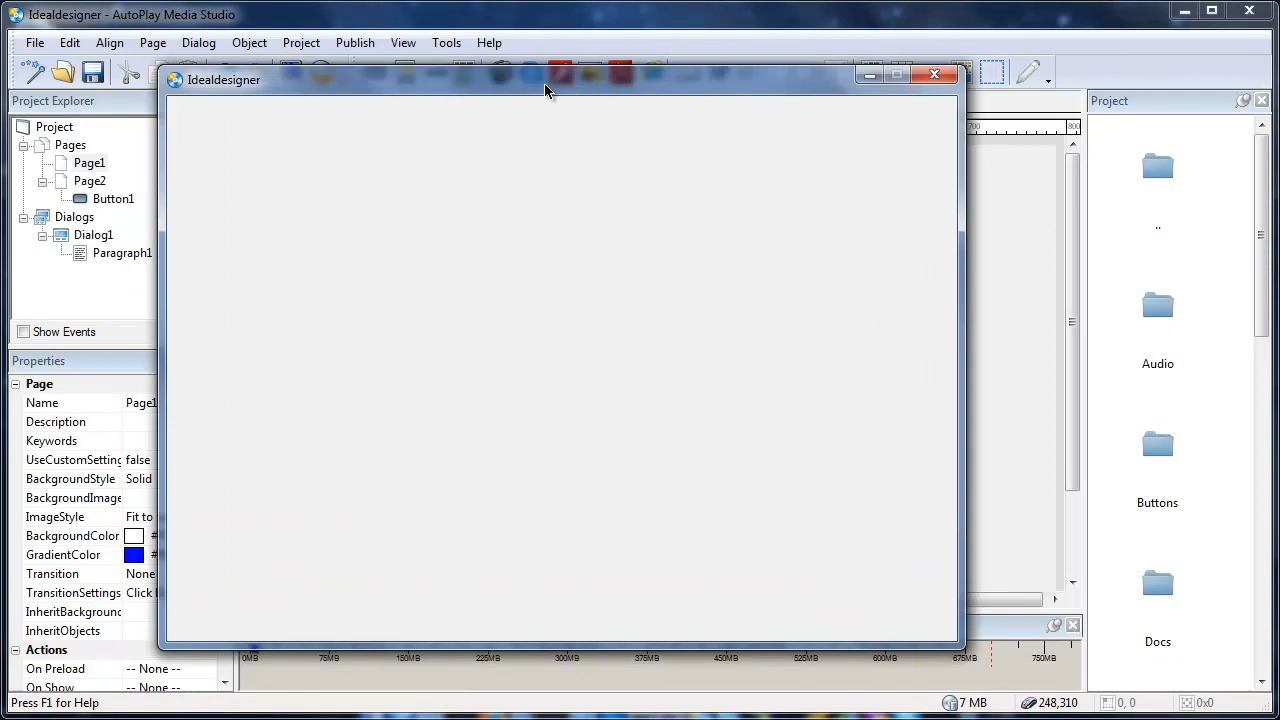 Idealdesigner - AutoPlay Media Studio
File Edit Align Page Dialog Object Project Publish View Tools Help
Project Explorer
Project
Pages
Page1
Page2
Button1
Dialogs
Dialog1
Paragraph1
Show Events
Properties
Page
Name Page1
Description
Keywords
UseCustomSetting false
BackgroundStyle Solid
BackgroundImage
ImageStyle Fit to
BackgroundColor #
GradientColor #
Transition None
TransitionSettings Click
InheritBackground
InheritObjects
Actions
On Preload -- None --
On Show -- None --
Idealdesigner
700 800
0MB 75MB 150MB 225MB 300MB 375MB 450MB 525MB 600MB 675MB 750MB
Project
..
Audio
Buttons
Docs
Press F1 for Help
7 MB 248,310 0, 0 0x0